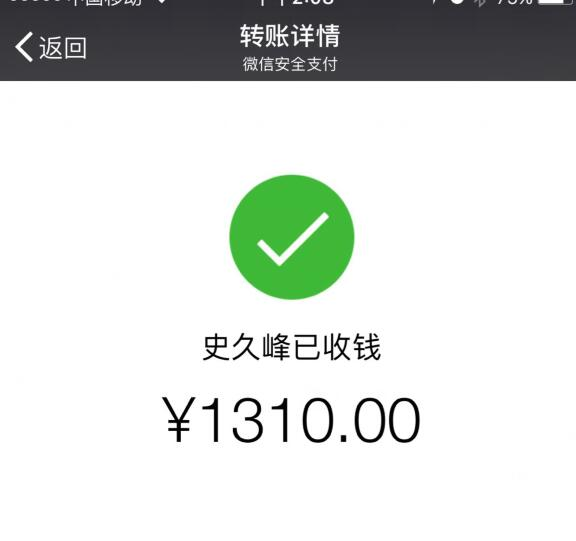 返回
转账详情
微信安全支付
史久峰已收钱
¥1310.00